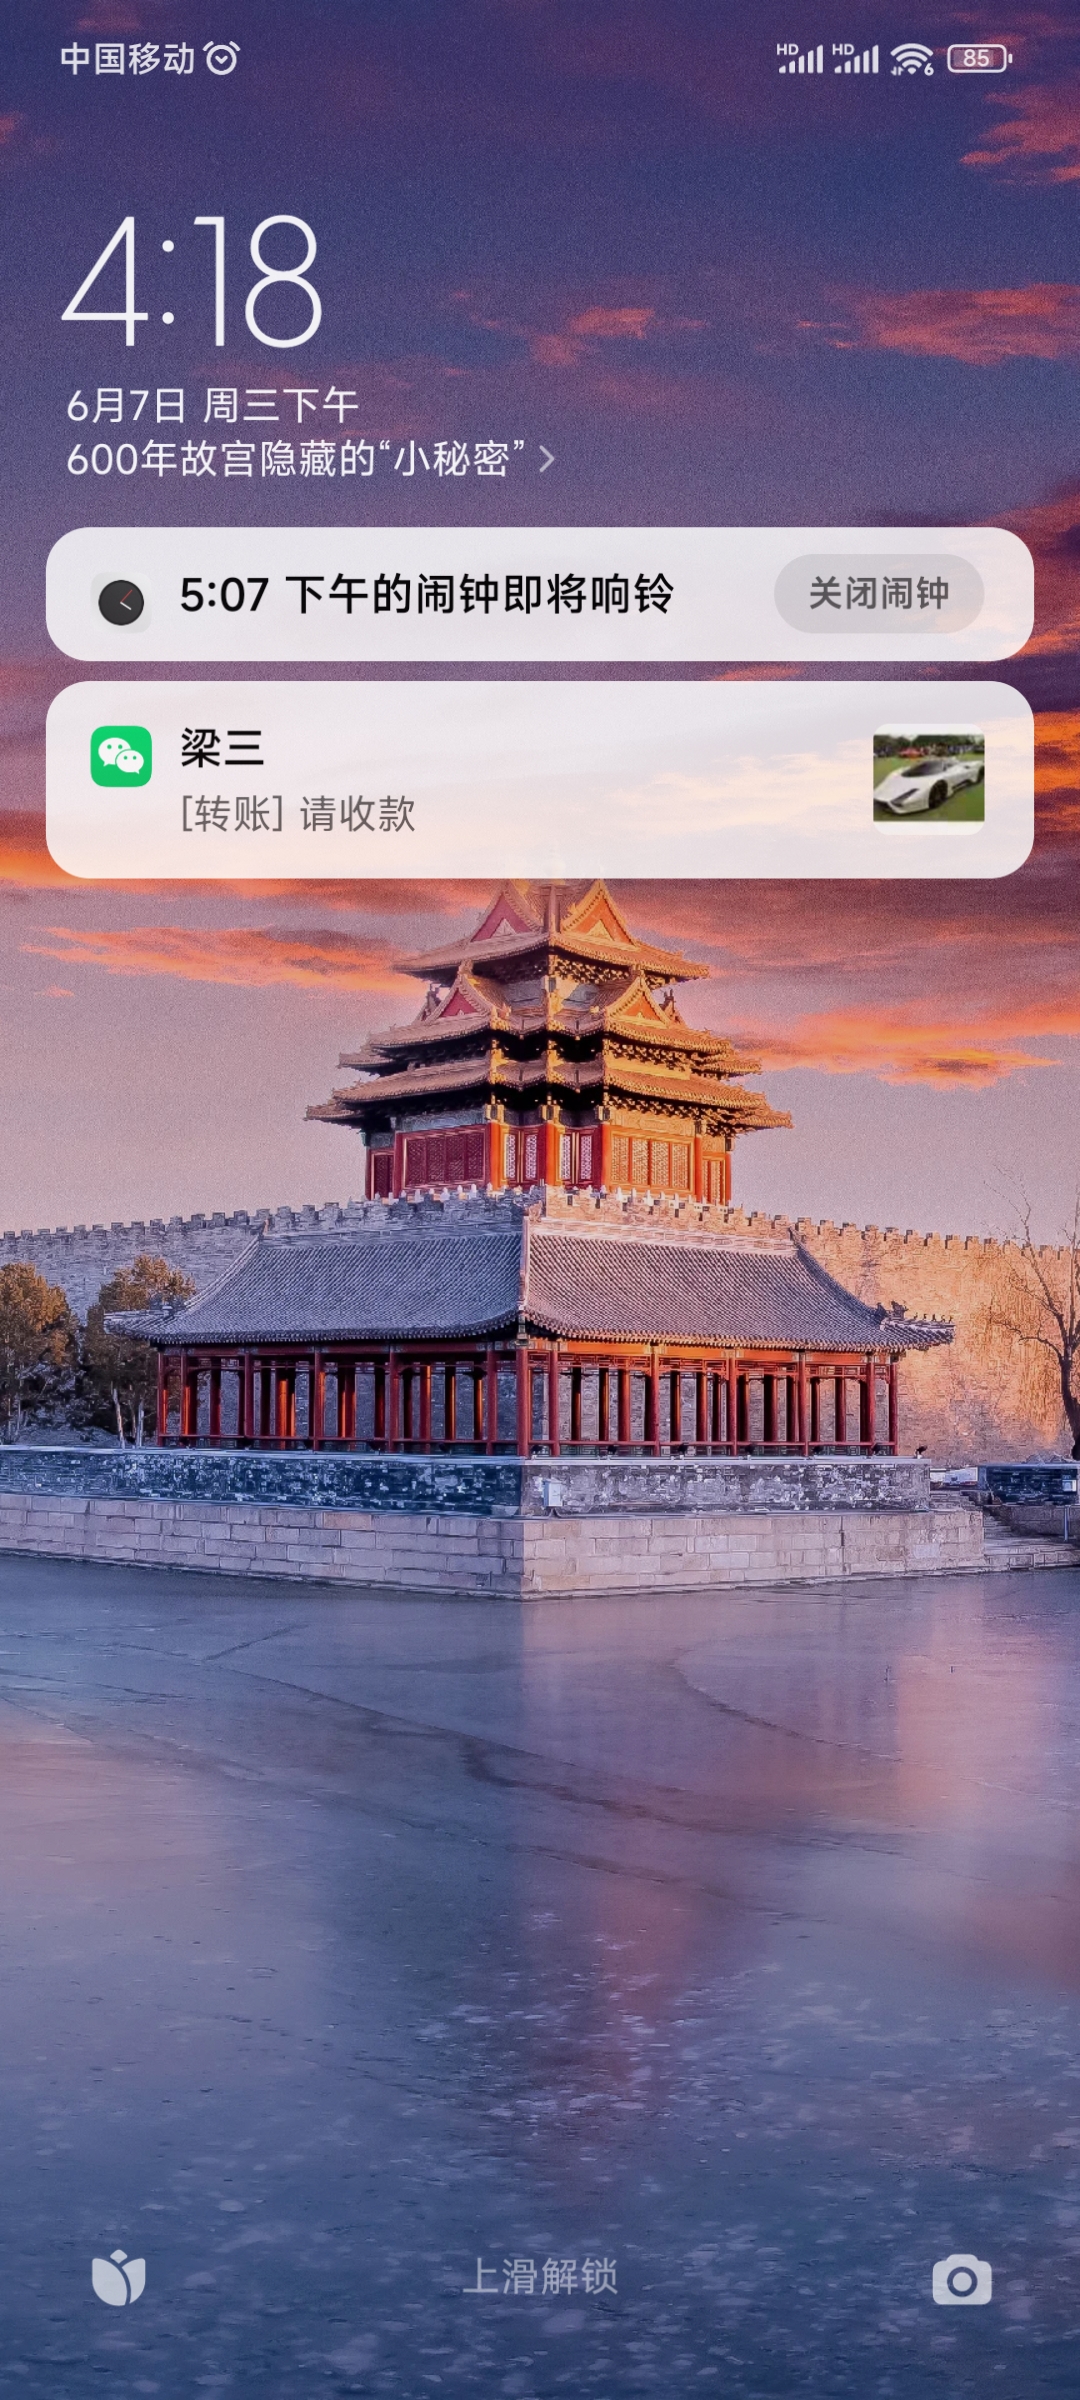 中国移动
HD HD 6 85
4:18
6月7日 周三下午
600年故宫隐藏的“小秘密”
5:07 下午的闹钟即将响铃 关闭闹钟
梁三
[转账] 请收款
上滑解锁